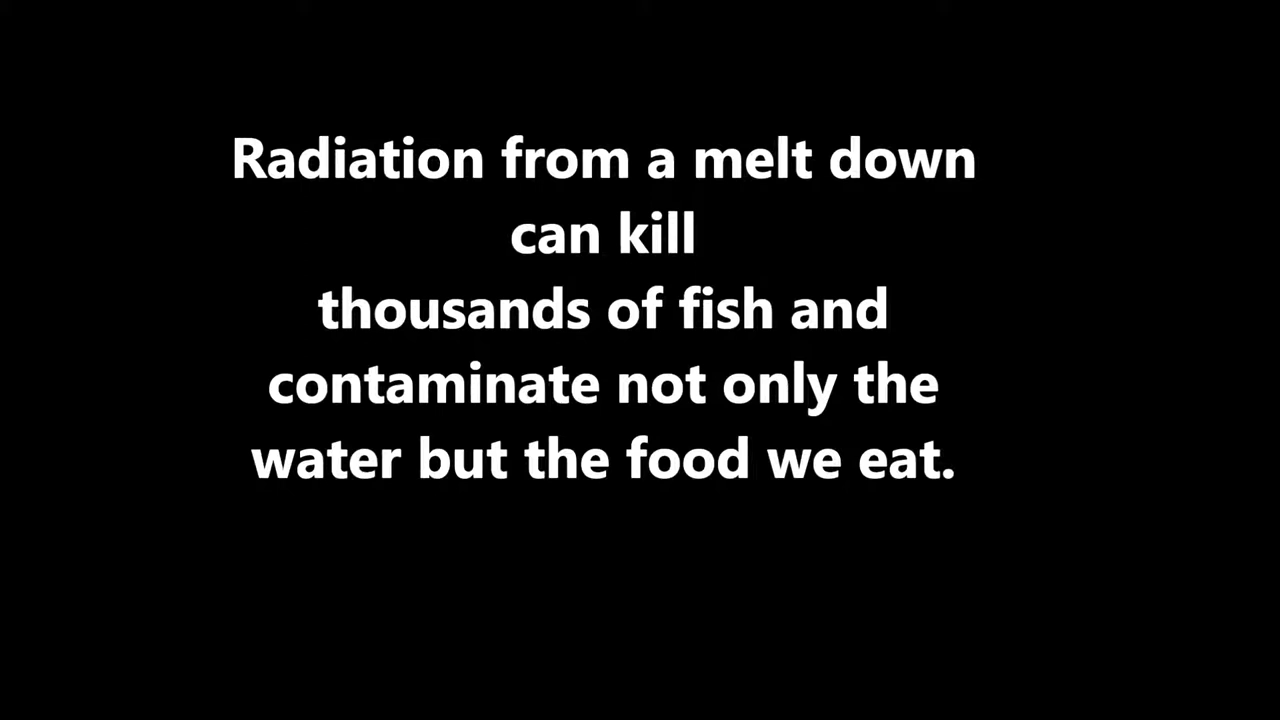 Radiation from a melt down
can kill
thousands of fish and
contaminate not only the
water but the food we eat.